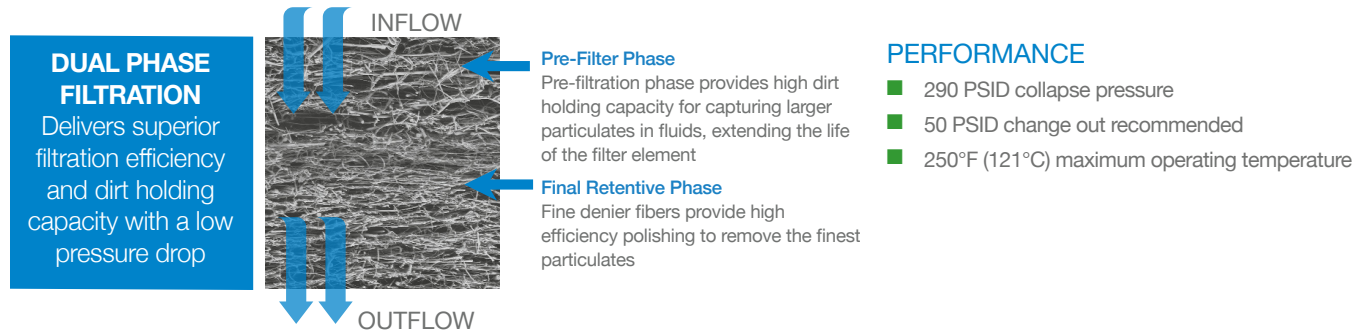 DUAL PHASE
FILTRATION
Delivers superior
filtration efficiency
and dirt holding
capacity with a low
pressure drop
INFLOW
Pre-Filter Phase
Pre-filtration phase provides high dirt
holding capacity for capturing larger
particulates in fluids, extending the life
of the filter element
Final Retentive Phase
Fine denier fibers provide high
efficiency polishing to remove the finest
particulates
OUTFLOW
PERFORMANCE
290 PSID collapse pressure
50 PSID change out recommended
250°F (121°C) maximum operating temperature